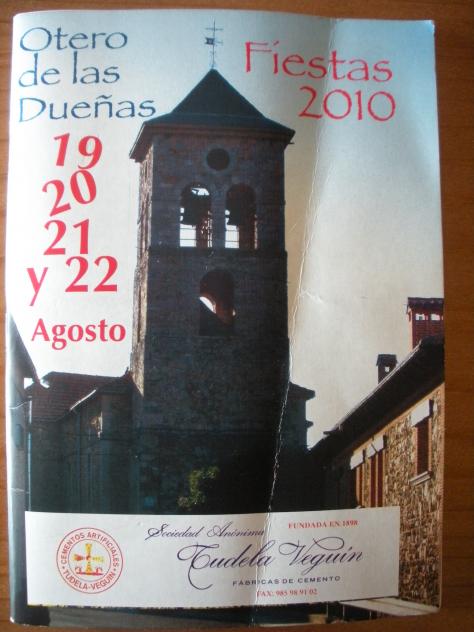 Otero
de las
Dueñas
Fiestas
2010
19
20
21
y 22
Agosto
CEMENTOS ARTIFICIALES
TUDELA-VEGUIN
Sociedad Anónima
FUNDADA EN 1898
Tudela Veguin
FÁBRICAS DE CEMENTO
FAX: 985 98 91 02